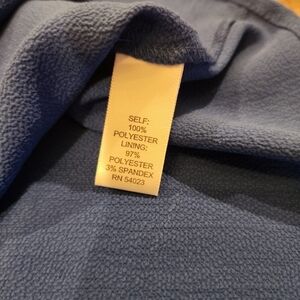 SELF:
100%
POLYESTER
LINING:
97%
POLYESTER
3% SPANDEX
RN 54023